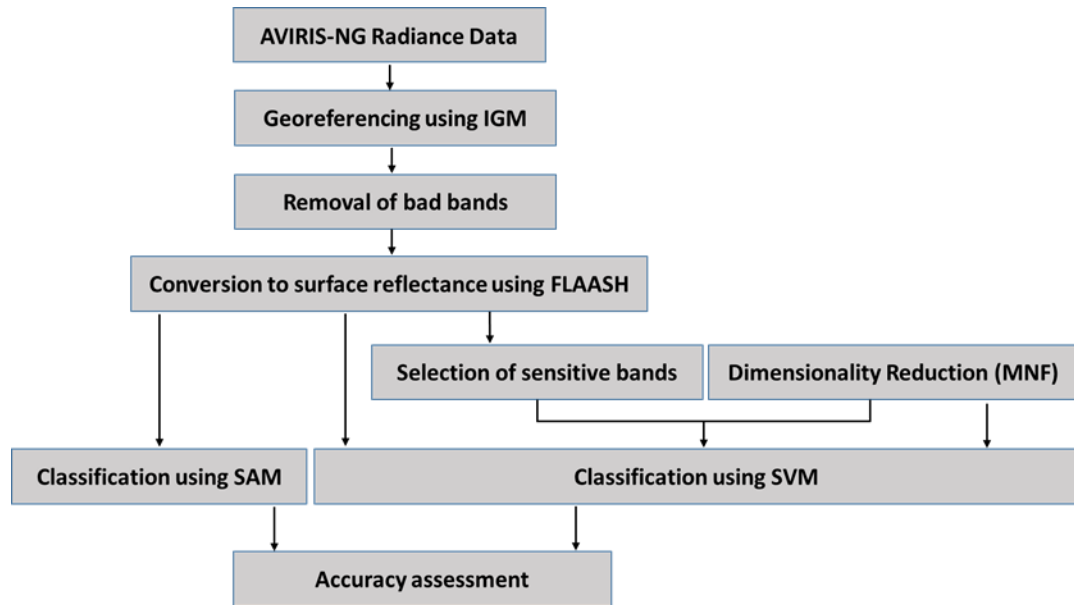 AVIRIS-NG Radiance Data
Georeferencing using IGM
Removal of bad bands
Conversion to surface reflectance using FLAASH
Selection of sensitive bands
Dimensionality Reduction (MNF)
Classification using SAM
Classification using SVM
Accuracy assessment